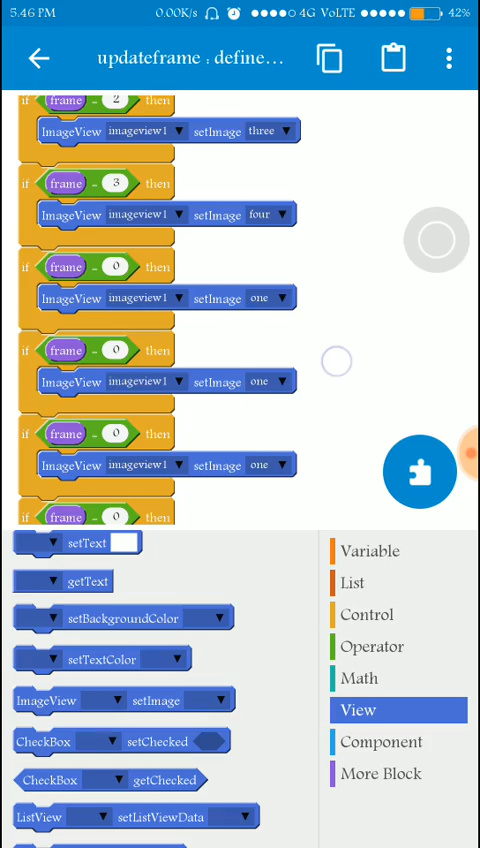 5.46 PM 0.00K/s 4G VoLTE 42%
updateframe : define...
if frame = 2 then
ImageView imageview1 setImage three
if frame = 3 then
ImageView imageview1 setImage four
if frame = 0 then
ImageView imageview1 setImage one
if frame = 0 then
ImageView imageview1 setImage one
if frame = 0 then
ImageView imageview1 setImage one
if frame = 0 then
setText
getText
setBackgroundColor
setTextColor
ImageView setImage
CheckBox setChecked
CheckBox getChecked
ListView setListViewData
Variable
List
Control
Operator
Math
View
Component
More Block